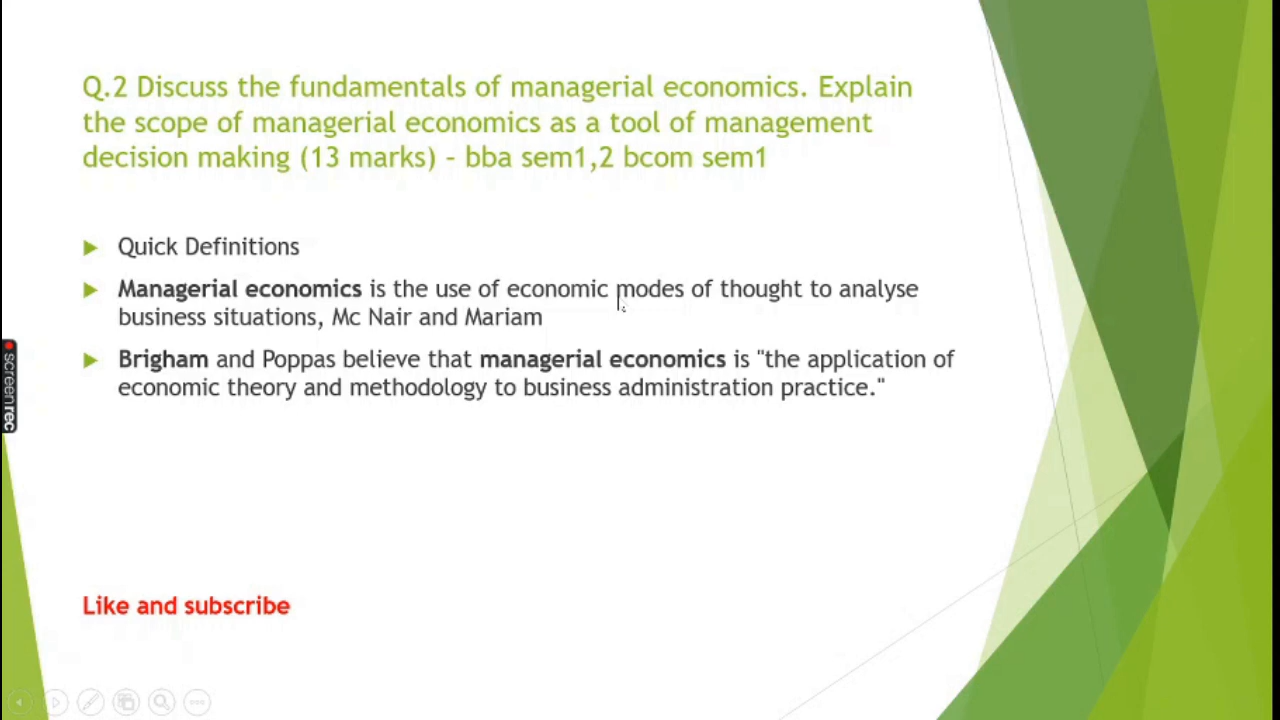 Q.2 Discuss the fundamentals of managerial economics. Explain
the scope of managerial economics as a tool of management
decision making (13 marks) – bba sem1,2 bcom sem1
Quick Definitions
Managerial economics is the use of economic modes of thought to analyse
business situations, Mc Nair and Mariam
Brigham and Poppas believe that managerial economics is "the application of
economic theory and methodology to business administration practice."
screenrec
Like and subscribe